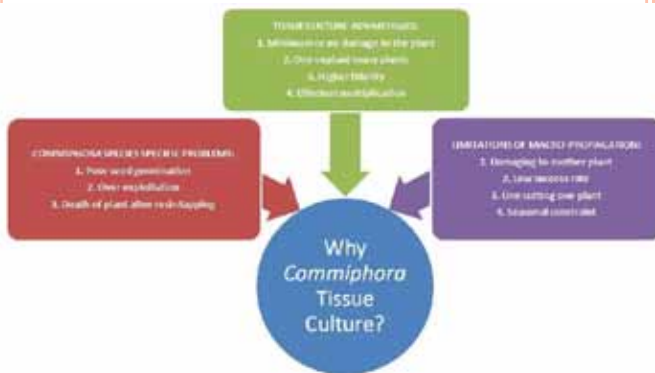 TISSUE CULTURE ADVANTAGES:
1. Minimum or no damage to the plant
2. One explant many plants
3. Higher fidelity
4. Efficient multiplication
COMMIPHORA SPECIES SPECIFIC PROBLEMS:
1. Poor seed germination
2. Over exploitation
3. Death of plant after resin tapping
LIMITATIONS OF MACRO-PROPAGATION:
1. Damaging to mother plant
2. Low success rate
3. One cutting one plant
4. Seasonal constraint
Why
Commiphora
Tissue
Culture?